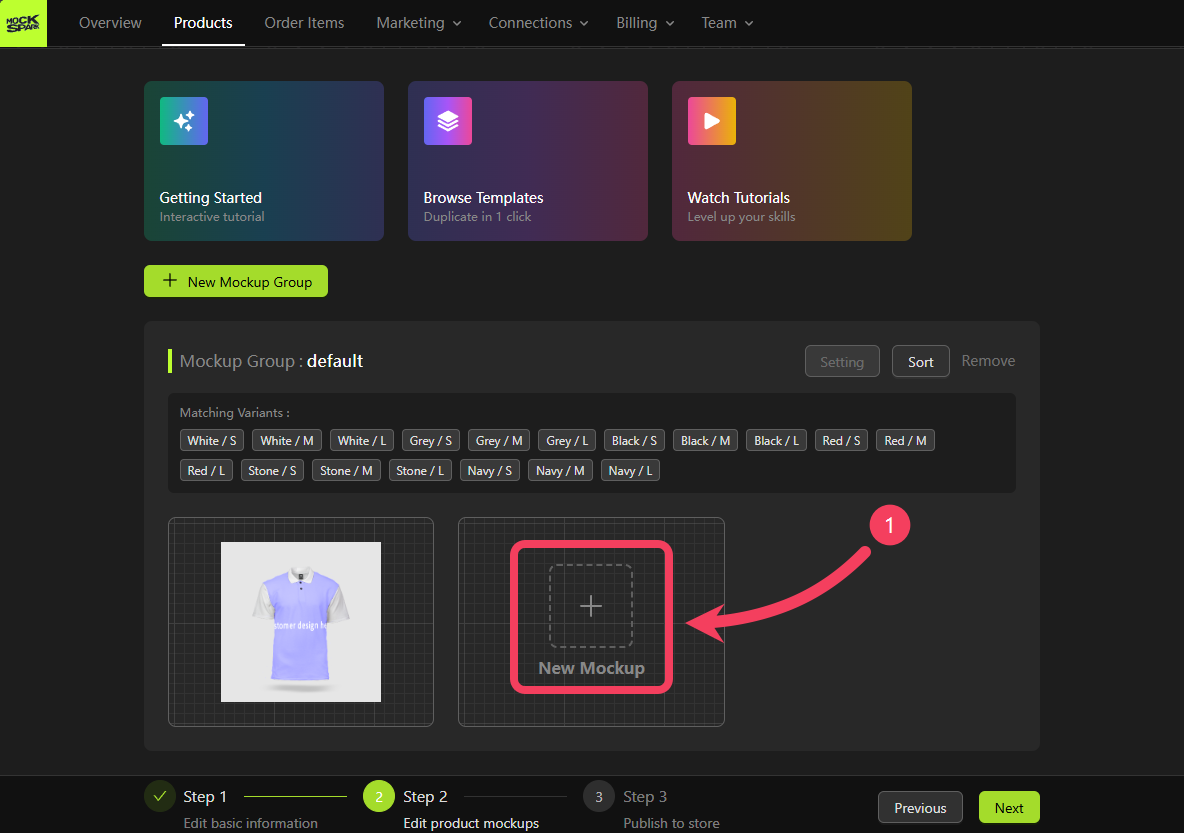 MOCK
SPARK
Overview Products Order Items Marketing Connections Billing Team
Getting Started
Interactive tutorial
Browse Templates
Duplicate in 1 click
Watch Tutorials
Level up your skills
New Mockup Group
Mockup Group : default
Setting Sort Remove
Matching Variants :
White / S White / M White / L Grey / S Grey / M Grey / L Black / S Black / M Black / L Red / S Red / M
Red / L Stone / S Stone / M Stone / L Navy / S Navy / M Navy / L
1
design
New Mockup
Step 1
Edit basic information
2 Step 2
Edit product mockups
3 Step 3
Publish to store
Previous Next